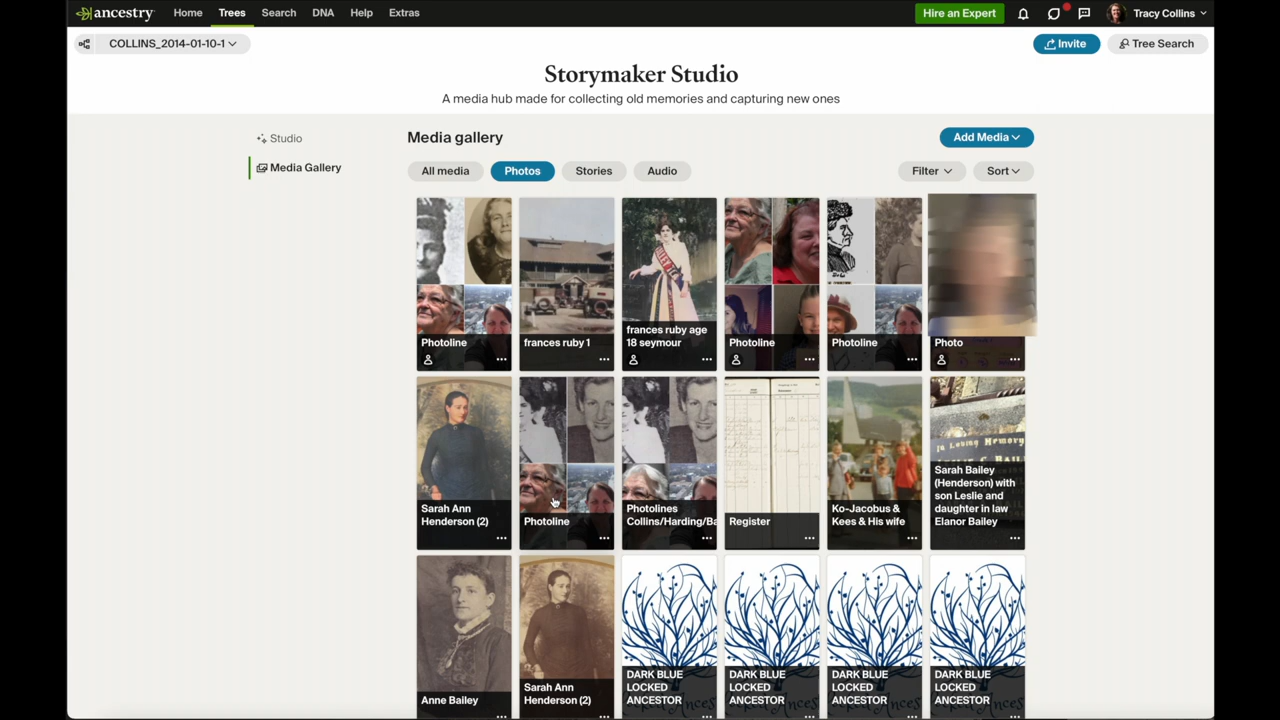 ancestry Home Trees Search DNA Help Extras Hire an Expert Tracy Collins
COLLINS_2014-01-10-1 Invite Tree Search
Storymaker Studio
A media hub made for collecting old memories and capturing new ones
Studio
Media Gallery
Media gallery
Add Media
All media Photos Stories Audio Filter Sort
Photoline
frances ruby 1
frances ruby age
18 seymour
Photoline
Photoline
Photo
Sarah Ann
Henderson (2)
Photoline
Photolines
Collins/Harding/Ba
Register
Ko-Jacobus &
Kees & His wife
In Loving Memory
Sarah Bailey
(Henderson) with
son Leslie and
daughter in law
Elanor Bailey
Anne Bailey
Sarah Ann
Henderson (2)
DARK BLUE
LOCKED
ANCESTOR
DARK BLUE
LOCKED
ANCESTOR
DARK BLUE
LOCKED
ANCESTOR
DARK BLUE
LOCKED
ANCESTOR